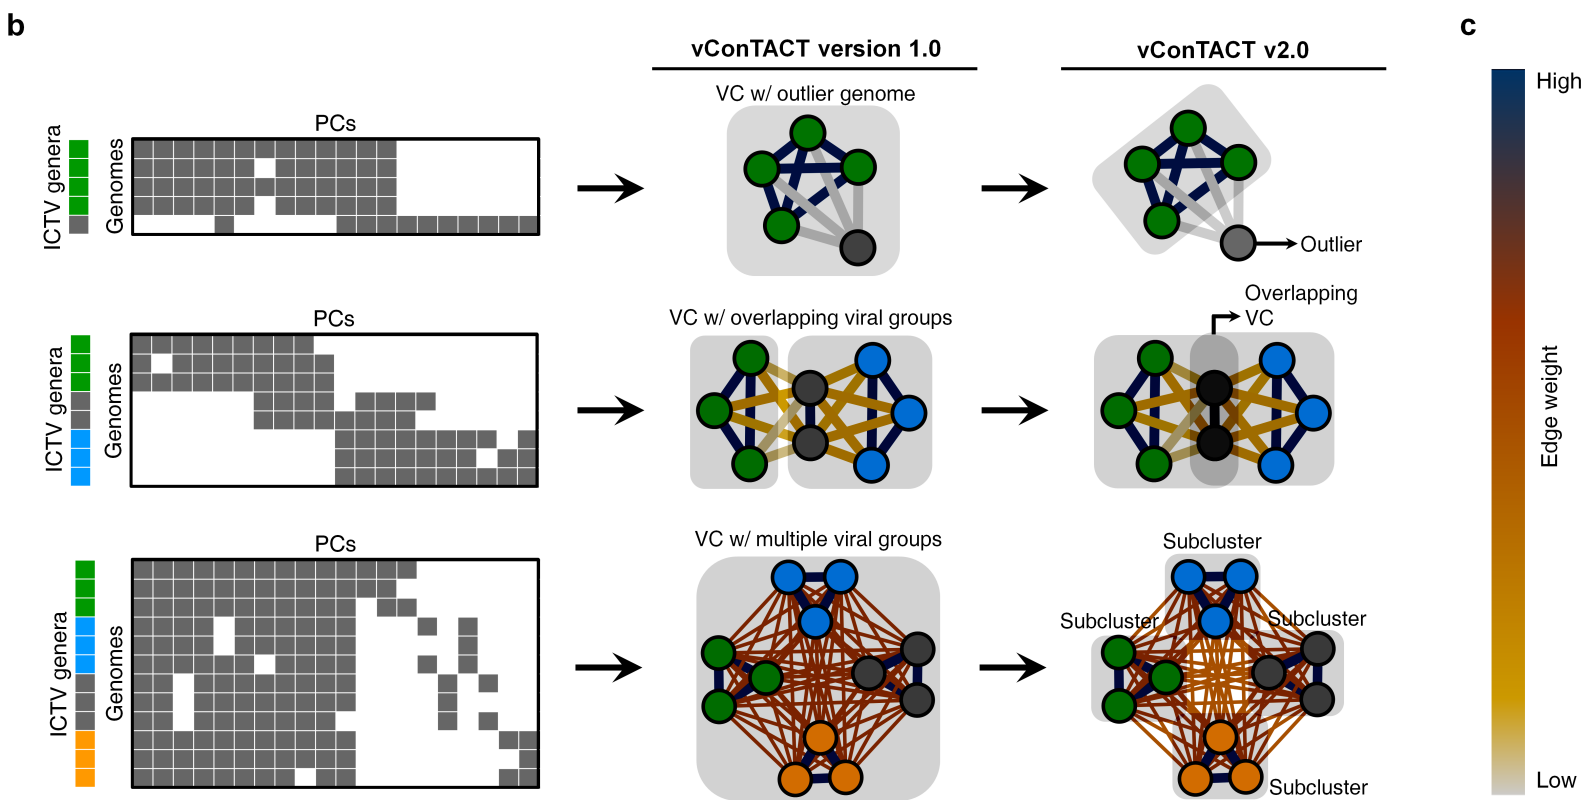 b
c
vConTACT version 1.0
vConTACT v2.0
High
VC w/ outlier genome
PCs
ICTV genera
Genomes
Outlier
Overlapping
VC
PCs
VC w/ overlapping viral groups
ICTV genera
Genomes
Edge weight
PCs
VC w/ multiple viral groups
Subcluster
Subcluster
Subcluster
ICTV genera
Genomes
Subcluster
Low